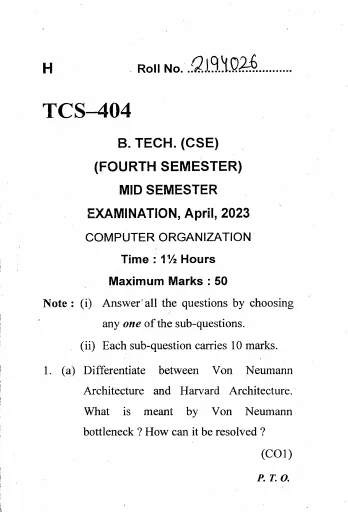 H Roll No. 2194026
TCS–404
B. TECH. (CSE)
(FOURTH SEMESTER)
MID SEMESTER
EXAMINATION, April, 2023
COMPUTER ORGANIZATION
Time : 1½ Hours
Maximum Marks : 50
Note : (i) Answer all the questions by choosing
any one of the sub-questions.
(ii) Each sub-question carries 10 marks.
1. (a) Differentiate between Von Neumann
Architecture and Harvard Architecture.
What is meant by Von Neumann
bottleneck ? How can it be resolved ?
(CO1)
P. T. O.